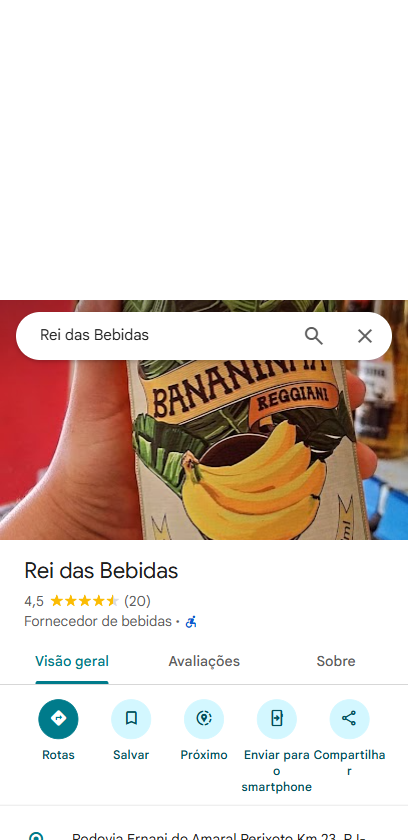 Rei das Bebidas
BANANINHA
REGGIANI
ml
Rei das Bebidas
4,5 (20)
Fornecedor de bebidas ·
Visão geral
Avaliações
Sobre
Rotas
Salvar
Próximo
Enviar para o smartphone
Compartilhar
Rodovia Ernani do Amaral Peixoto Km 23, RJ-